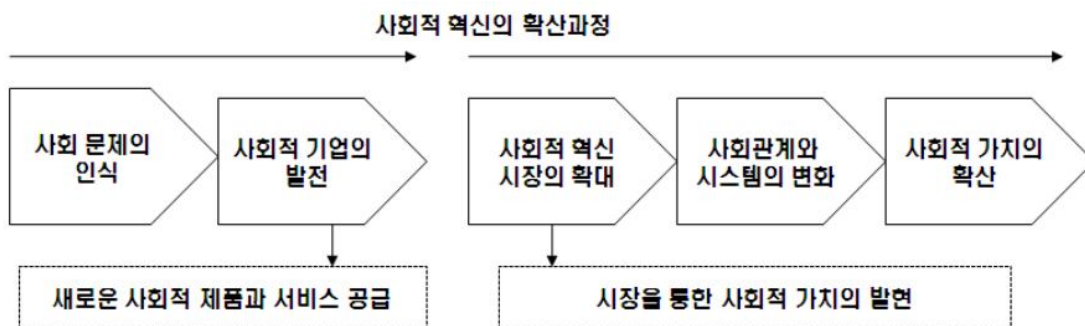 사회적 혁신의 확산과정
사회 문제의
인식
사회적 기업의
발전
사회적 혁신
시장의 확대
사회관계와
시스템의 변화
사회적 가치의
확산
새로운 사회적 제품과 서비스 공급
시장을 통한 사회적 가치의 발현